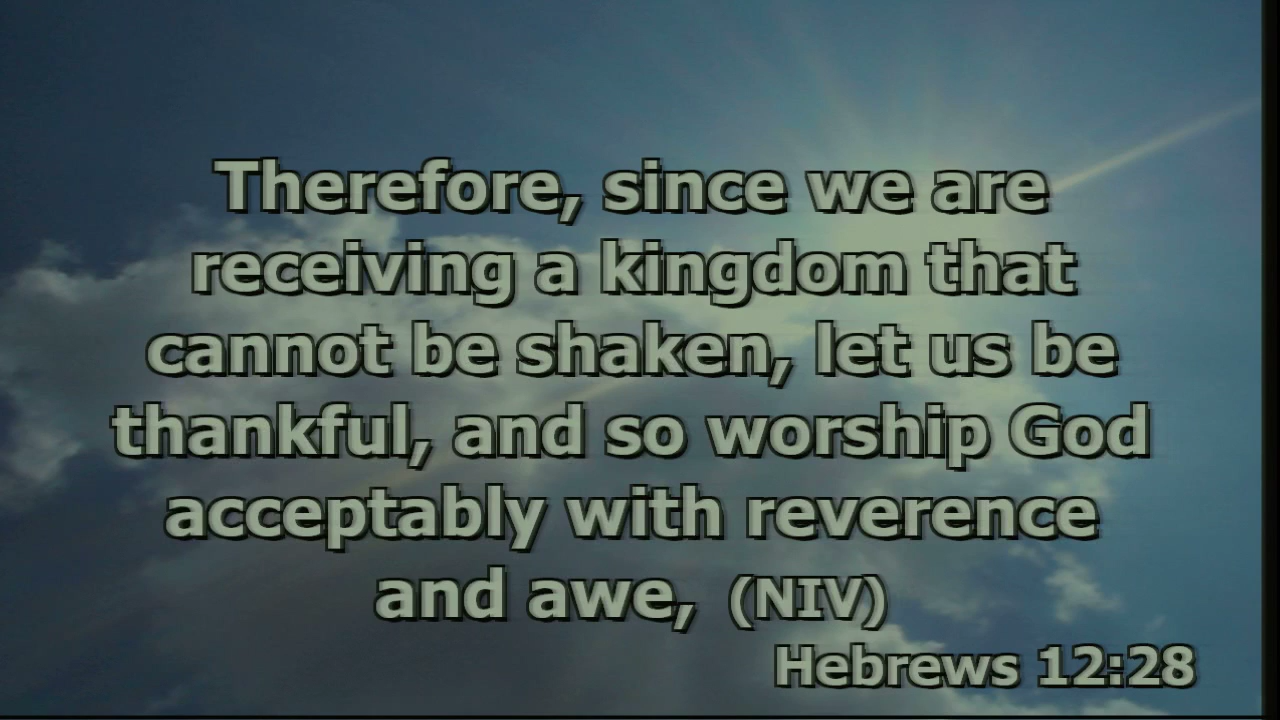 Therefore, since we are
receiving a kingdom that
cannot be shaken, let us be
thankful, and so worship God
acceptably with reverence
and awe, (NIV)
Hebrews 12:28